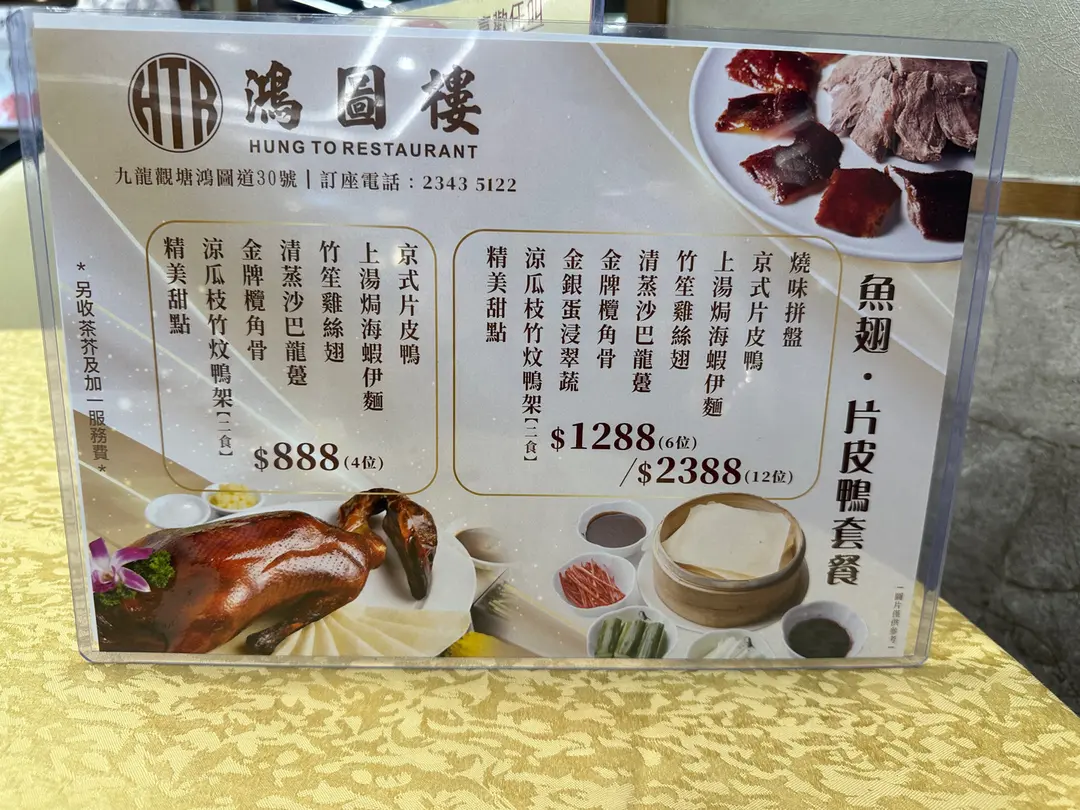 HTR
鴻圖樓
HUNG TO RESTAURANT
九龍觀塘鴻圖道30號 | 訂座電話：2343 5122
魚翅・片皮鴨套餐
燒味拼盤
京式片皮鴨
上湯焗海蝦伊麵
竹笙雞絲翅
清蒸沙巴龍躉
金牌欖角骨
金銀蛋浸翠蔬
涼瓜枝竹炆鴨架【二食】
精美甜點
$1288(6位)
/$2388(12位)
京式片皮鴨
上湯焗海蝦伊麵
竹笙雞絲翅
清蒸沙巴龍躉
金牌欖角骨
涼瓜枝竹炆鴨架【二食】
精美甜點
$888(4位)
*另收茶芥及加一服務費*
-圖片僅供參考-